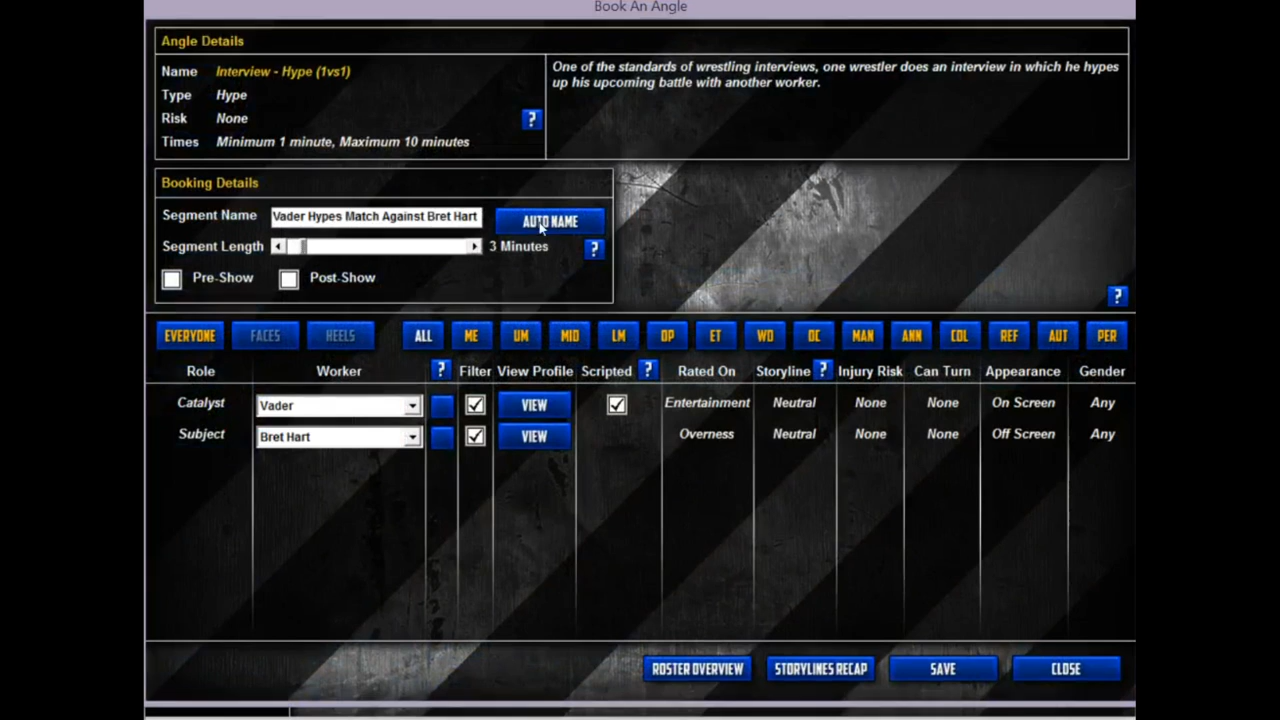 Book An Angle
Angle Details
Name Interview - Hype (1vs1)
Type Hype
Risk None
?
Times Minimum 1 minute, Maximum 10 minutes
One of the standards of wrestling interviews, one wrestler does an interview in which he hypes
up his upcoming battle with another worker.
Booking Details
Segment Name Vader Hypes Match Against Bret Hart AUTO NAME
Segment Length 3 Minutes ?
Pre-Show Post-Show
?
EVERYONE FACES HEELS ALL ME UM MID LM OP ET WD OC MAN ANN COL REF AUT PER
Role Worker ? Filter View Profile Scripted ? Rated On Storyline ? Injury Risk Can Turn Appearance Gender
Catalyst Vader VIEW Entertainment Neutral None None On Screen Any
Subject Bret Hart VIEW Overness Neutral None None Off Screen Any
ROSTER OVERVIEW STORYLINES RECAP SAVE CLOSE